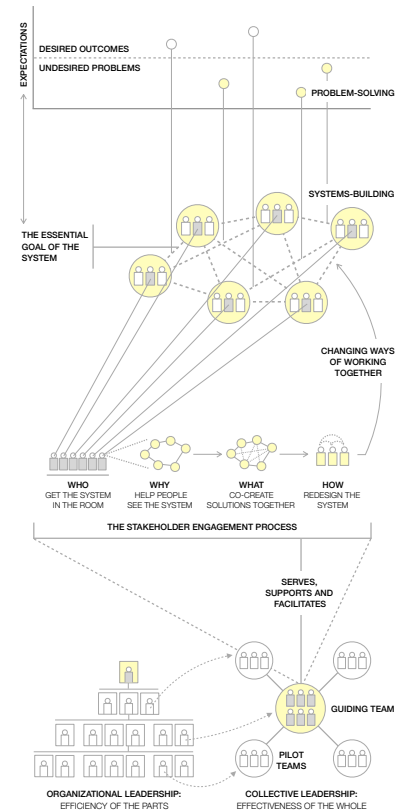 EXPECTATIONS
DESIRED OUTCOMES
UNDESIRED PROBLEMS
PROBLEM-SOLVING
SYSTEMS-BUILDING
THE ESSENTIAL
GOAL OF THE
SYSTEM
CHANGING WAYS
OF WORKING
TOGETHER
WHO
GET THE SYSTEM
IN THE ROOM
WHY
HELP PEOPLE
SEE THE SYSTEM
WHAT
CO-CREATE
SOLUTIONS TOGETHER
HOW
REDESIGN THE
SYSTEM
THE STAKEHOLDER ENGAGEMENT PROCESS
SERVES,
SUPPORTS AND
FACILITATES
GUIDING TEAM
PILOT
TEAMS
ORGANIZATIONAL LEADERSHIP:
EFFICIENCY OF THE PARTS
COLLECTIVE LEADERSHIP:
EFFECTIVENESS OF THE WHOLE